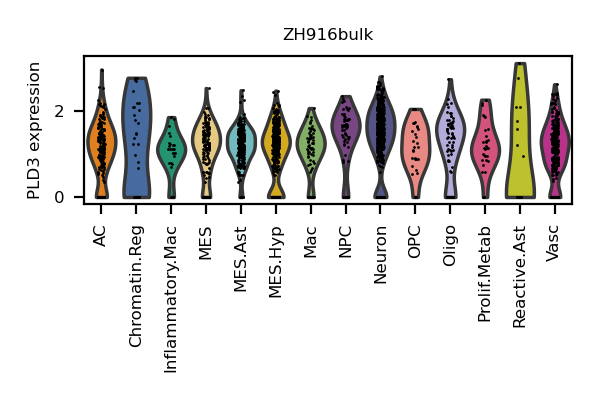 ZH916bulk
PLD3 expression
2
0
AC
Chromatin.Reg
Inflammatory.Mac
MES
MES.Ast
MES.Hyp
Mac
NPC
Neuron
OPC
Oligo
Prolif.Metab
Reactive.Ast
Vasc